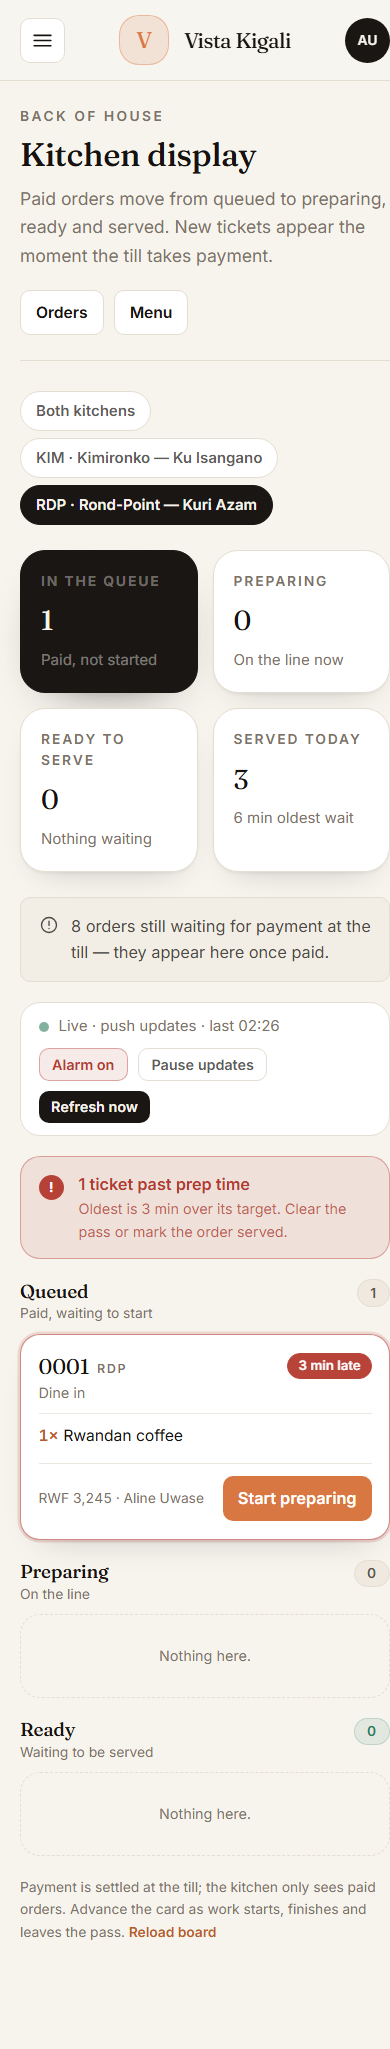 V Vista Kigali AU
BACK OF HOUSE
Kitchen display
Paid orders move from queued to preparing,
ready and served. New tickets appear the
moment the till takes payment.
Orders Menu
Both kitchens
KIM · Kimironko — Ku Isangano
RDP · Rond-Point — Kuri Azam
IN THE QUEUE
1
Paid, not started
PREPARING
0
On the line now
READY TO
SERVE
0
Nothing waiting
SERVED TODAY
3
6 min oldest wait
8 orders still waiting for payment at the
till — they appear here once paid.
Live · push updates · last 02:26
Alarm on Pause updates
Refresh now
! 1 ticket past prep time
Oldest is 3 min over its target. Clear the
pass or mark the order served.
Queued 1
Paid, waiting to start
0001 RDP 3 min late
Dine in
1× Rwandan coffee
RWF 3,245 · Aline Uwase Start preparing
Preparing 0
On the line
Nothing here.
Ready 0
Waiting to be served
Nothing here.
Payment is settled at the till; the kitchen only sees paid
orders. Advance the card as work starts, finishes and
leaves the pass. Reload board